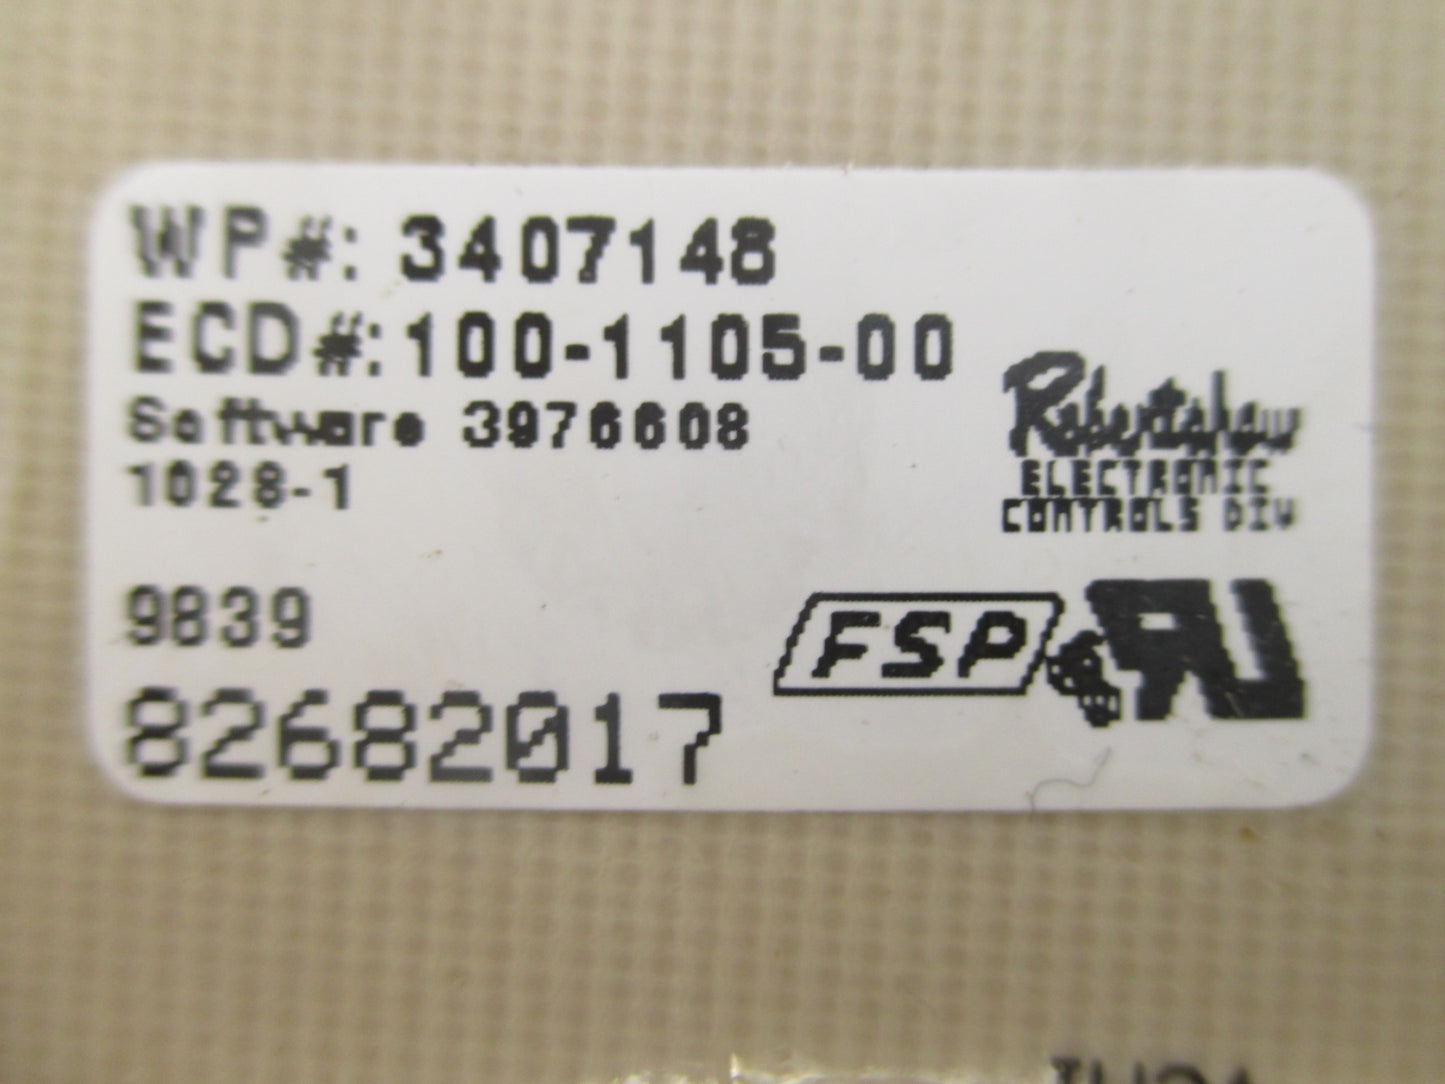 WP#: 3407148
ECD#: 100-1105-00
Software 3976608
1028-1
Robertshaw
ELECTRONIC
CONTROLS DIV
9839
FSP
82682017